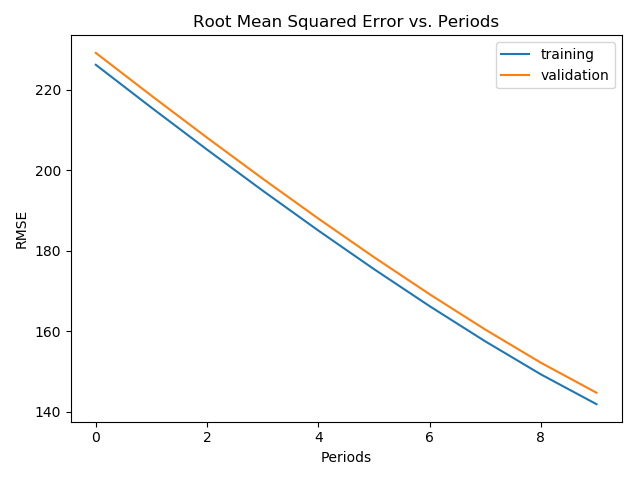 Root Mean Squared Error vs. Periods
training
validation
220
200
180
160
140
RMSE
0 2 4 6 8
Periods